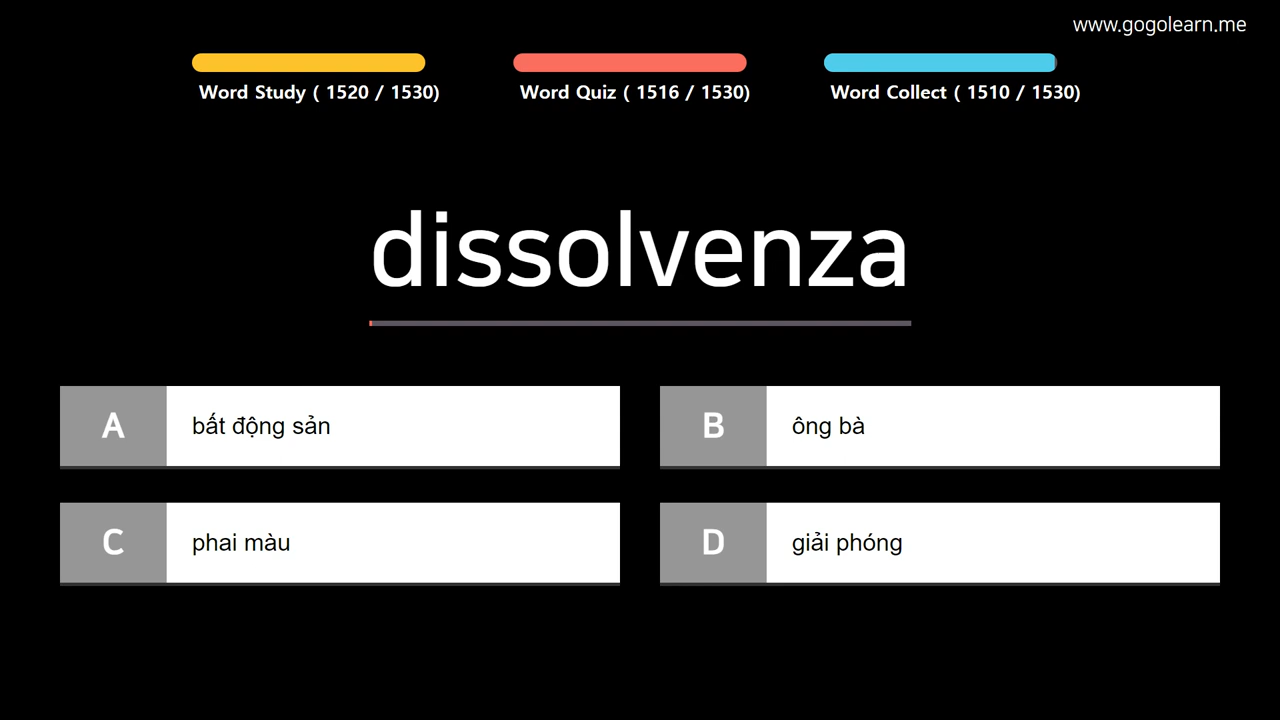 www.gogolearn.me
Word Study ( 1520 / 1530)
Word Quiz ( 1516 / 1530)
Word Collect ( 1510 / 1530)
dissolvenza
A bất động sản
B ông bà
C phai màu
D giải phóng